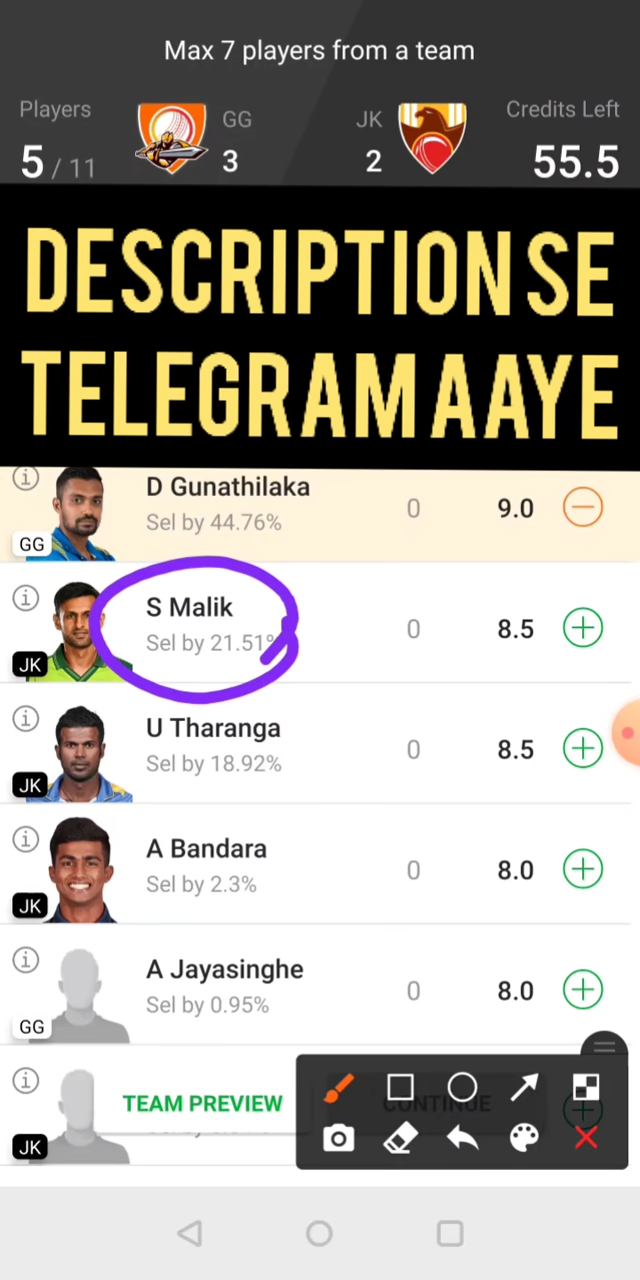 Max 7 players from a team
Players GG JK Credits Left
5 / 11 3 2 55.5
DESCRIPTION SE
TELEGRAM AAYE
D Gunathilaka
Sel by 44.76% 0 9.0
GG
S Malik
Sel by 21.51% 0 8.5
JK
U Tharanga
Sel by 18.92% 0 8.5
JK
A Bandara
Sel by 2.3% 0 8.0
JK
A Jayasinghe
Sel by 0.95% 0 8.0
GG
TEAM PREVIEW CONTINUE
JK